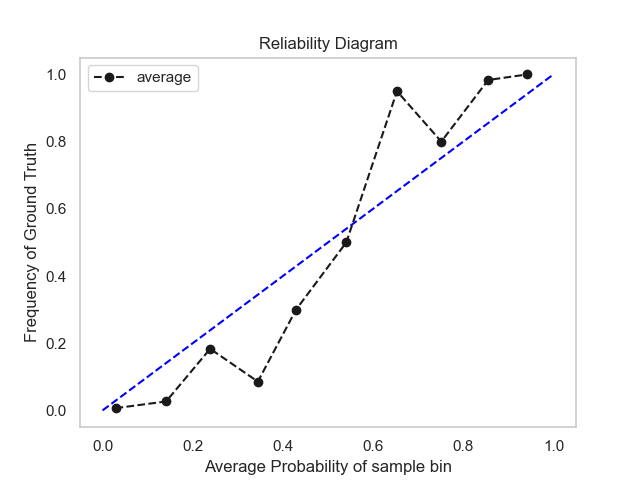 Reliability Diagram
average
1.0
0.8
0.6
0.4
0.2
0.0
Frequency of Ground Truth
0.0 0.2 0.4 0.6 0.8 1.0
Average Probability of sample bin